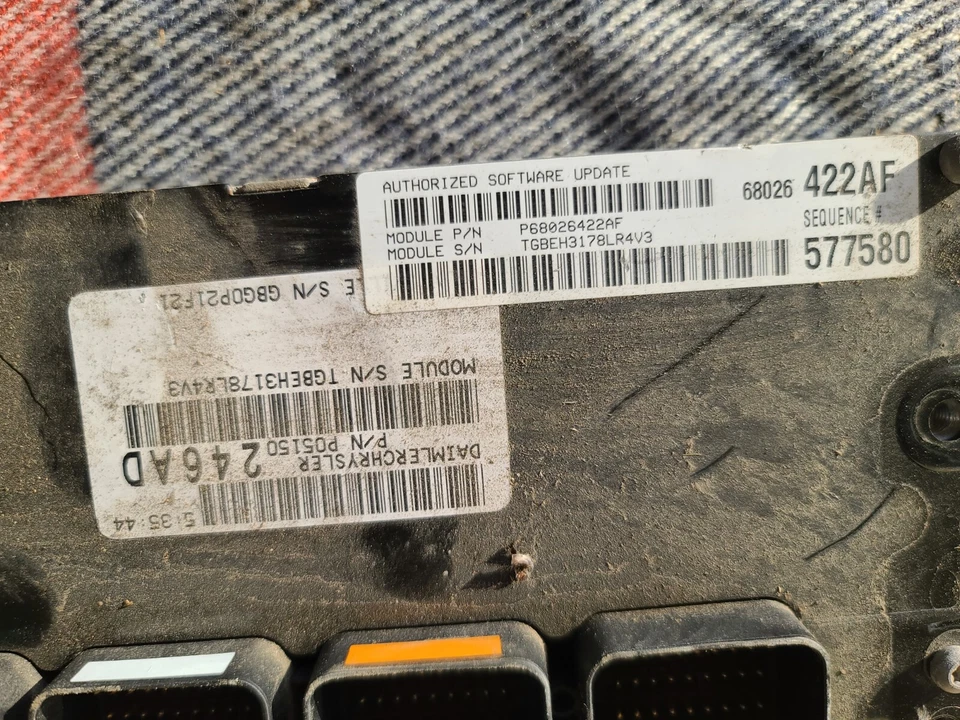 AUTHORIZED SOFTWARE UPDATE
68026 422AF
MODULE P/N P68026422AF
MODULE S/N TGBEH3178LR4V3
SEQUENCE #
577580
5:35:44
DAIMLERCHRYSLER
P/N P05150 246AD
MODULE S/N TGBEH3178LR4V3
LE S/N GBGOP21F21